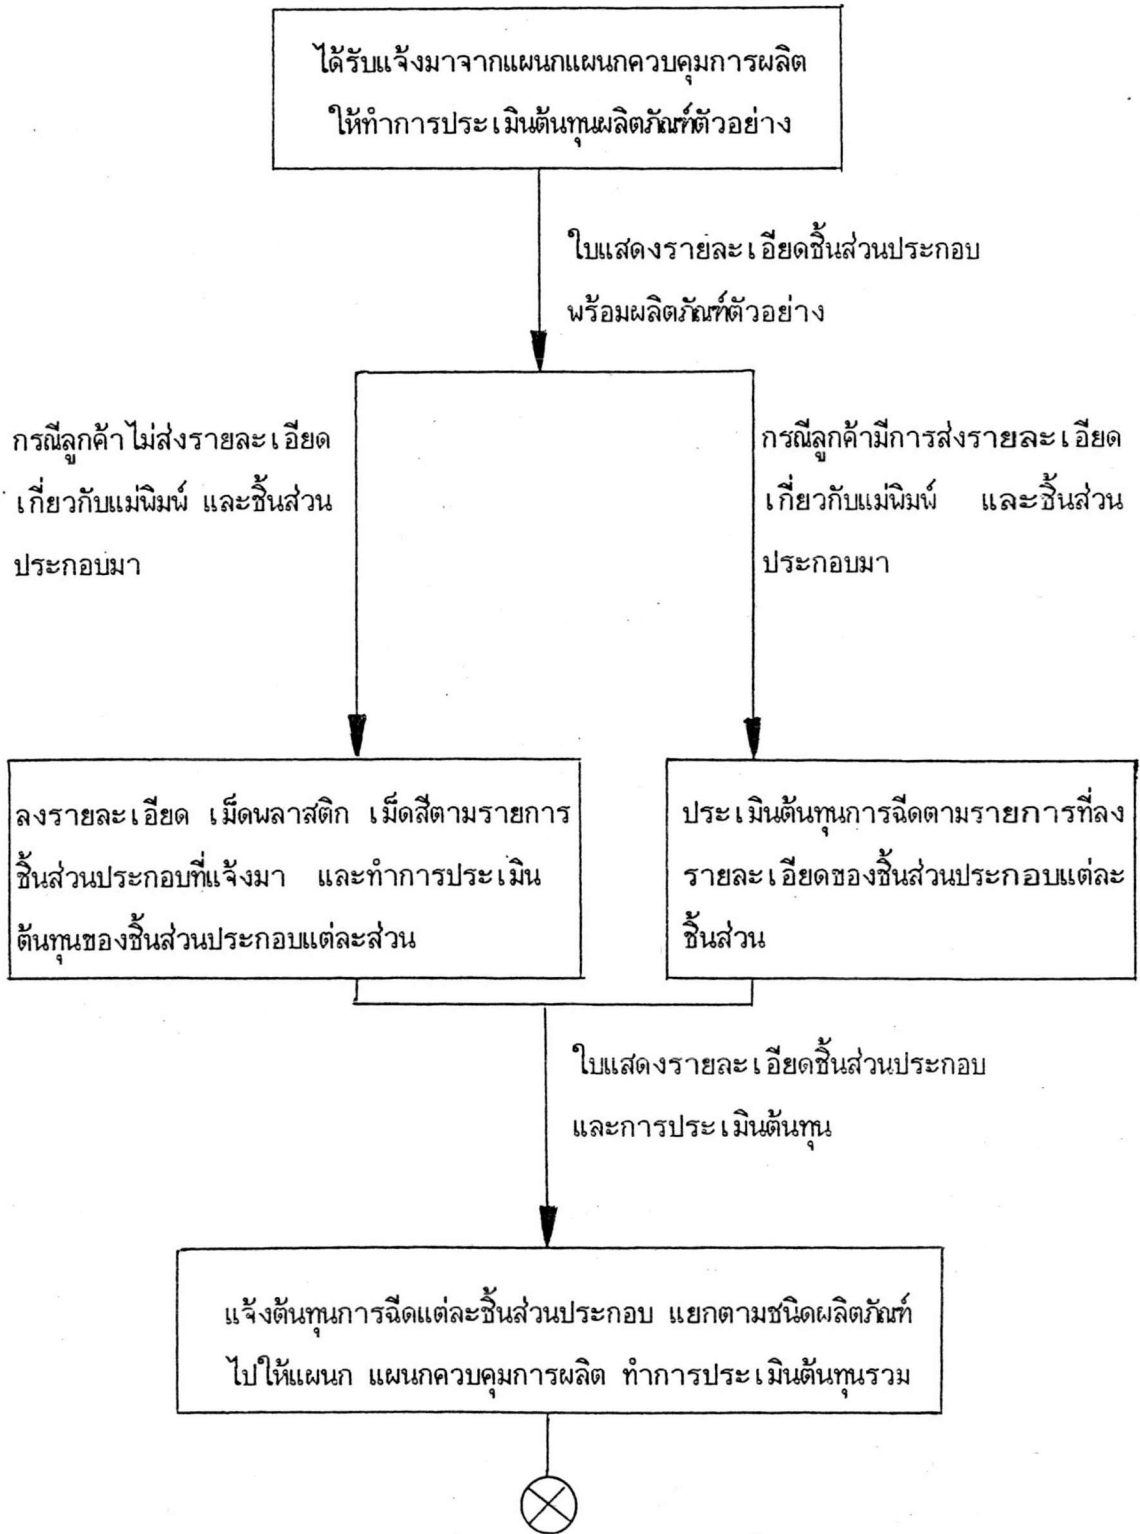 ได้รับแจ้งมาจากแผนกแผนกควบคุมการผลิต
ให้ทำการประเมินต้นทุนผลิตภัณฑ์ตัวอย่าง
ใบแสดงรายละเอียดชิ้นส่วนประกอบ
พร้อมผลิตภัณฑ์ตัวอย่าง
กรณีลูกค้าไม่ส่งรายละเอียด
เกี่ยวกับแม่พิมพ์ และชิ้นส่วน
ประกอบมา
กรณีลูกค้ามีการส่งรายละเอียด
เกี่ยวกับแม่พิมพ์ และชิ้นส่วน
ประกอบมา
ลงรายละเอียด เม็ดพลาสติก เม็ดสีตามรายการ
ชิ้นส่วนประกอบที่แจ้งมา และทำการประเมิน
ต้นทุนของชิ้นส่วนประกอบแต่ละส่วน
ประเมินต้นทุนการฉีดตามรายการที่ลง
รายละเอียดของชิ้นส่วนประกอบแต่ละ
ชิ้นส่วน
ใบแสดงรายละเอียดชิ้นส่วนประกอบ
และการประเมินต้นทุน
แจ้งต้นทุนการฉีดแต่ละชิ้นส่วนประกอบ แยกตามชนิดผลิตภัณฑ์
ไปให้แผนก แผนกควบคุมการผลิต ทำการประเมินต้นทุนรวม